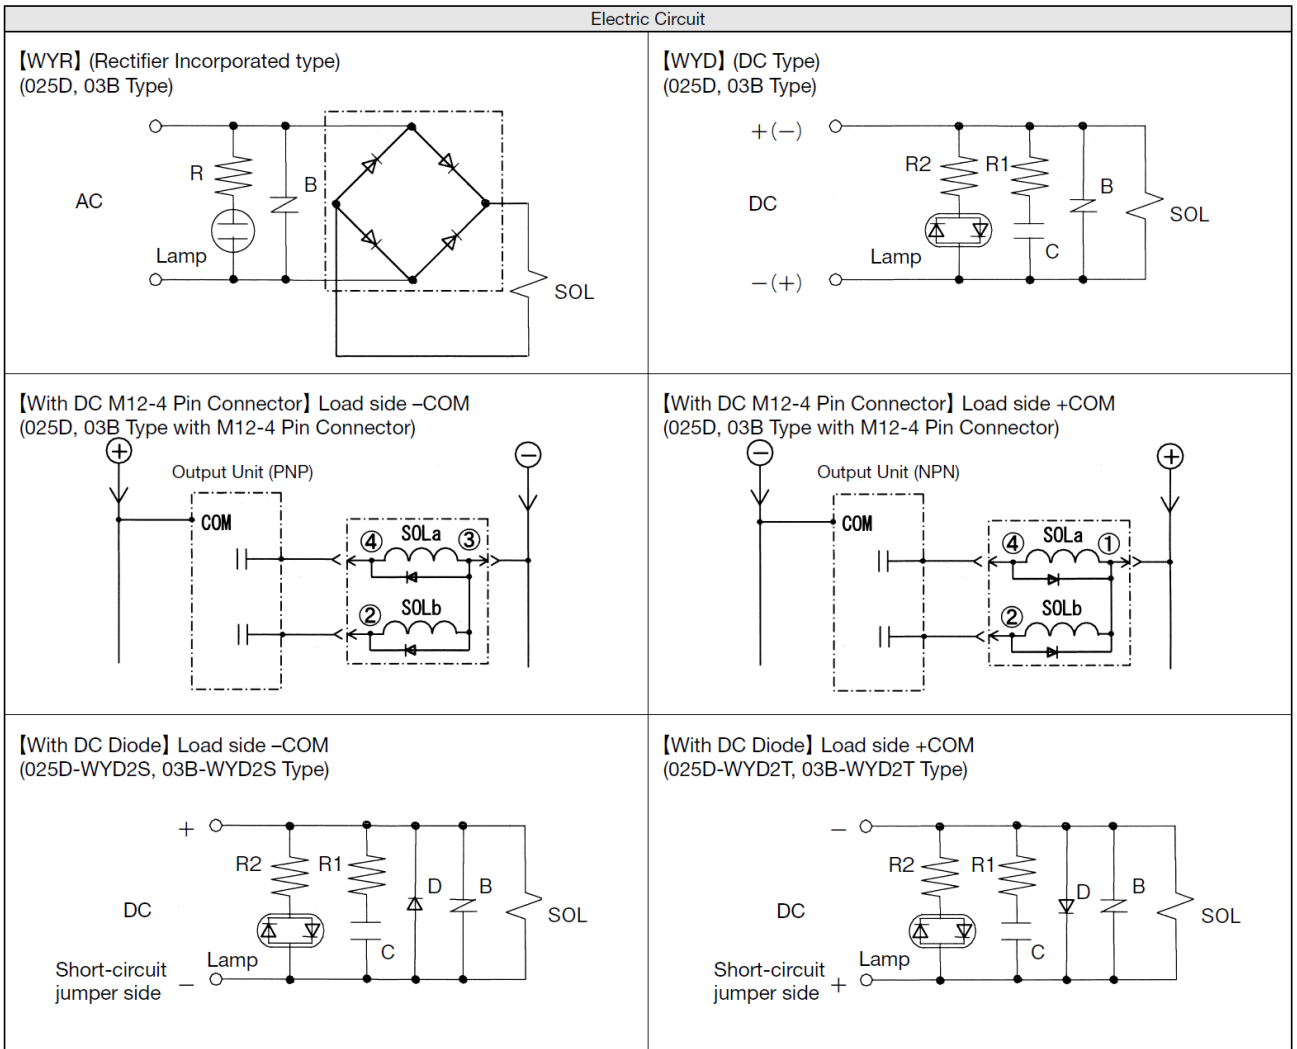 Electric Circuit
【WYR】 (Rectifier Incorporated type)
(025D, 03B Type)
R
B
AC
Lamp
SOL
【WYD】 (DC Type)
(025D, 03B Type)
+(−)
R2
R1
B
DC
SOL
Lamp
C
−(+)
【With DC M12-4 Pin Connector】 Load side –COM
(025D, 03B Type with M12-4 Pin Connector)
+
−
Output Unit (PNP)
COM
④ SOLa ③
② SOLb
【With DC M12-4 Pin Connector】 Load side +COM
(025D, 03B Type with M12-4 Pin Connector)
−
+
Output Unit (NPN)
COM
④ SOLa ①
② SOLb
【With DC Diode】 Load side –COM
(025D-WYD2S, 03B-WYD2S Type)
+
R2
R1
D
B
DC
SOL
C
Lamp
Short-circuit
jumper side −
【With DC Diode】 Load side +COM
(025D-WYD2T, 03B-WYD2T Type)
−
R2
R1
D
B
DC
SOL
C
Lamp
Short-circuit
jumper side +